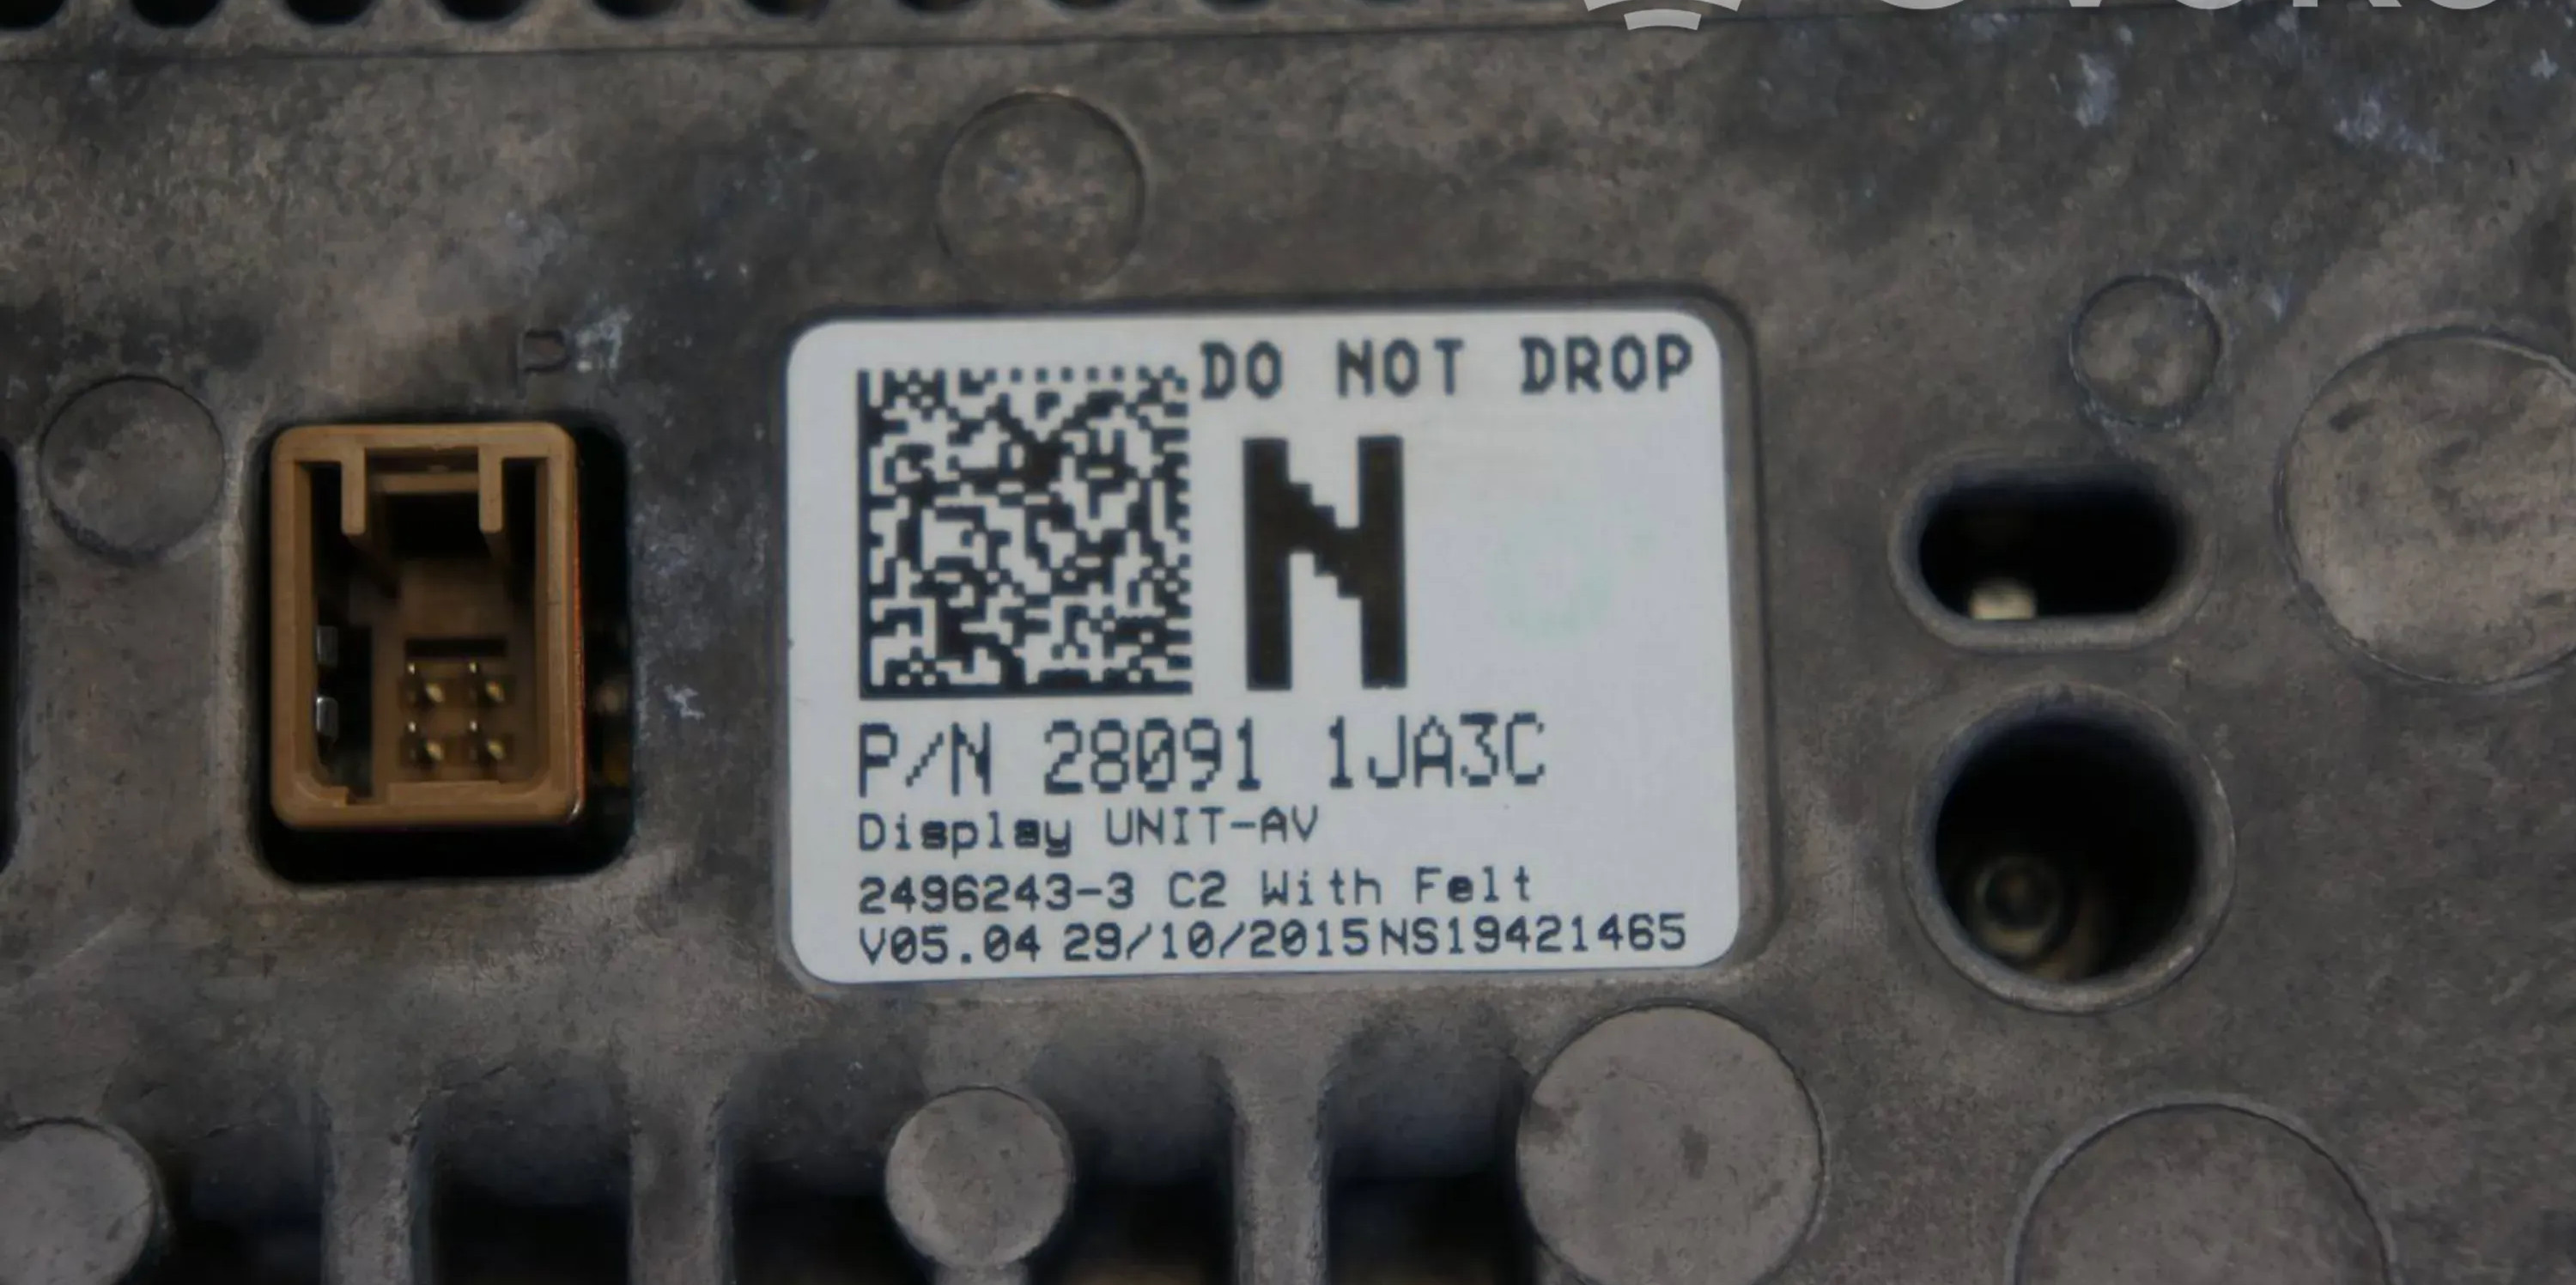 DO NOT DROP
N
P/N 28091 1JA3C
Display UNIT-AV
2496243-3 C2 With Felt
V05.04 29/10/2015 NS19421465